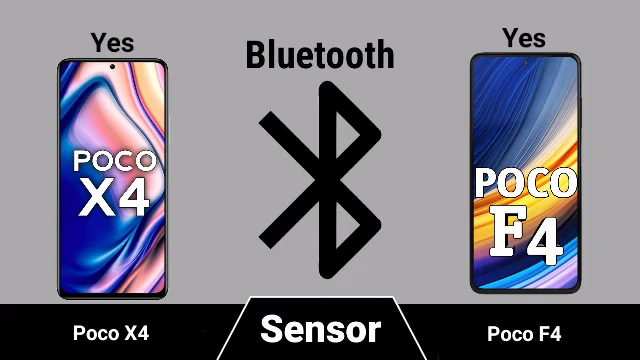 Yes
Bluetooth
Yes
POCO
X4
POCO
F4
Poco X4
Sensor
Poco F4